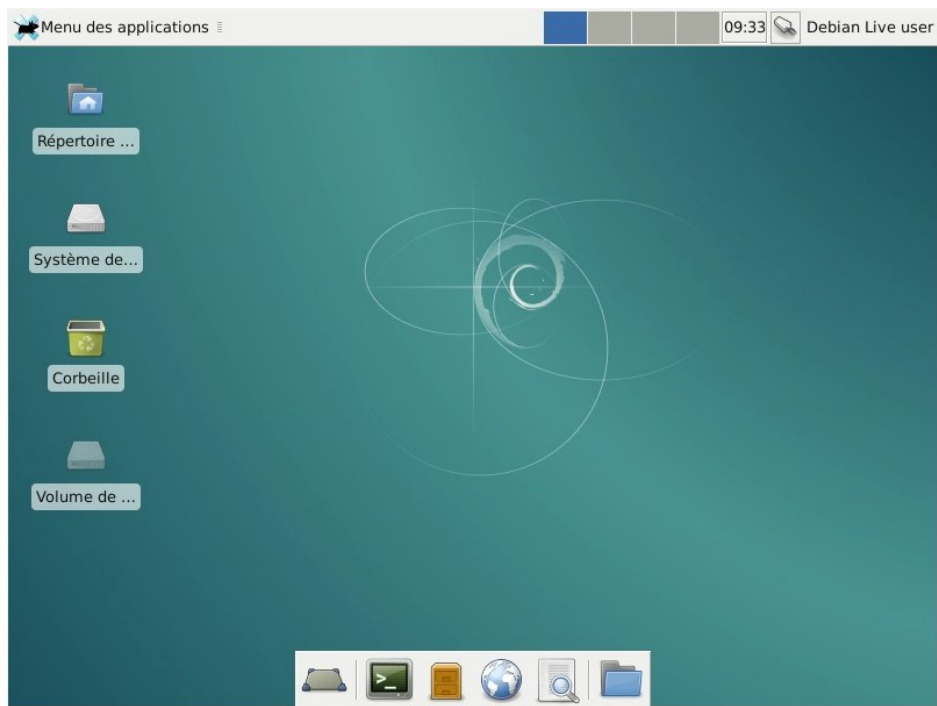 Menu des applications
09:33
Debian Live user
Répertoire ...
Système de...
Corbeille
Volume de ...
>_